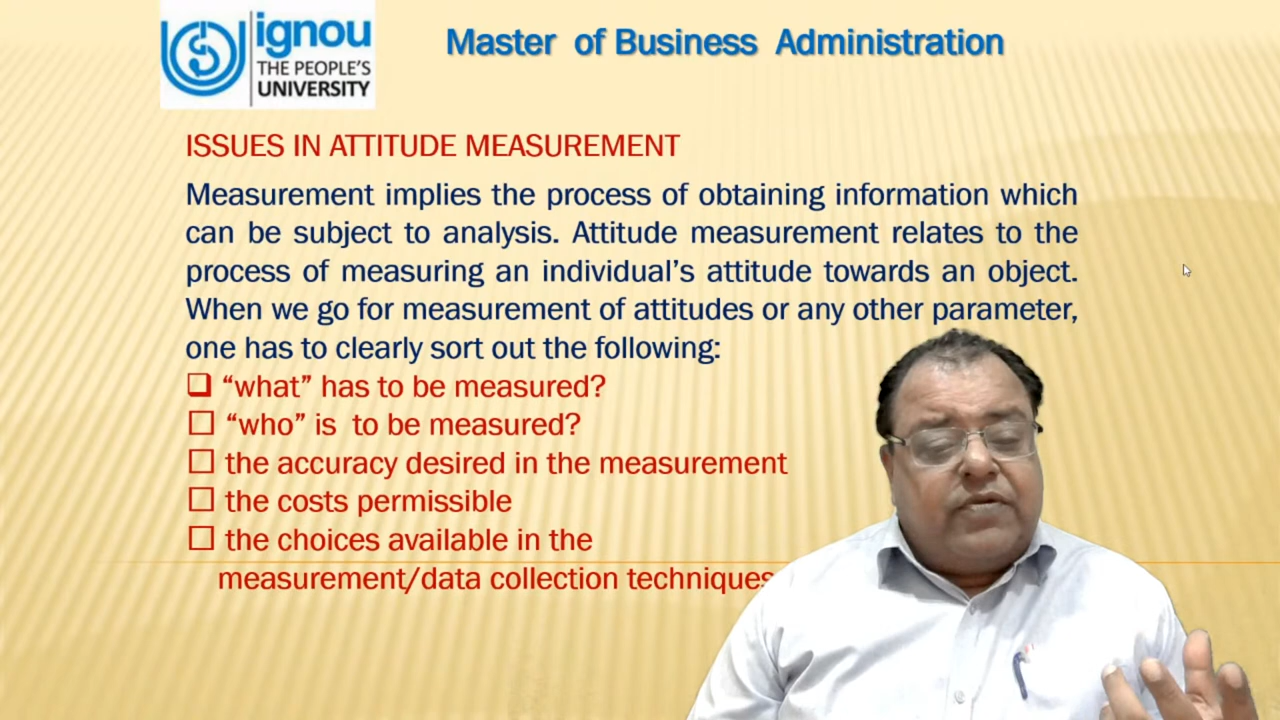 ignou
THE PEOPLE'S
UNIVERSITY
Master of Business Administration
ISSUES IN ATTITUDE MEASUREMENT
Measurement implies the process of obtaining information which
can be subject to analysis. Attitude measurement relates to the
process of measuring an individual's attitude towards an object.
When we go for measurement of attitudes or any other parameter,
one has to clearly sort out the following:
❑ “what” has to be measured?
☐ “who” is to be measured?
☐ the accuracy desired in the measurement
☐ the costs permissible
☐ the choices available in the
measurement/data collection techniques